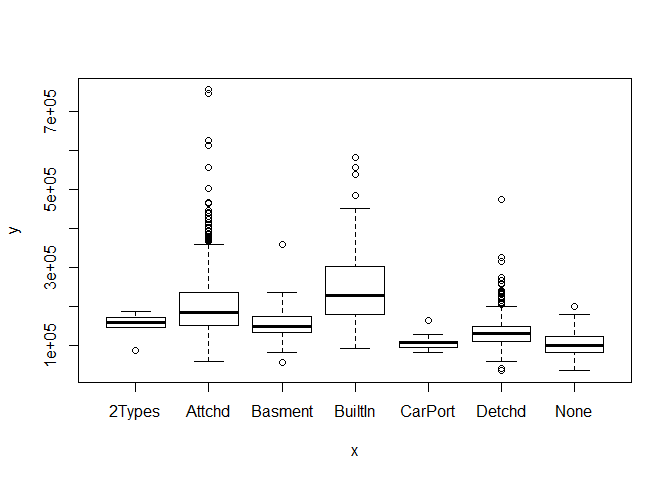 7e+05
5e+05
3e+05
1e+05
y
2Types Attchd Basment BuiltIn CarPort Detchd None
x